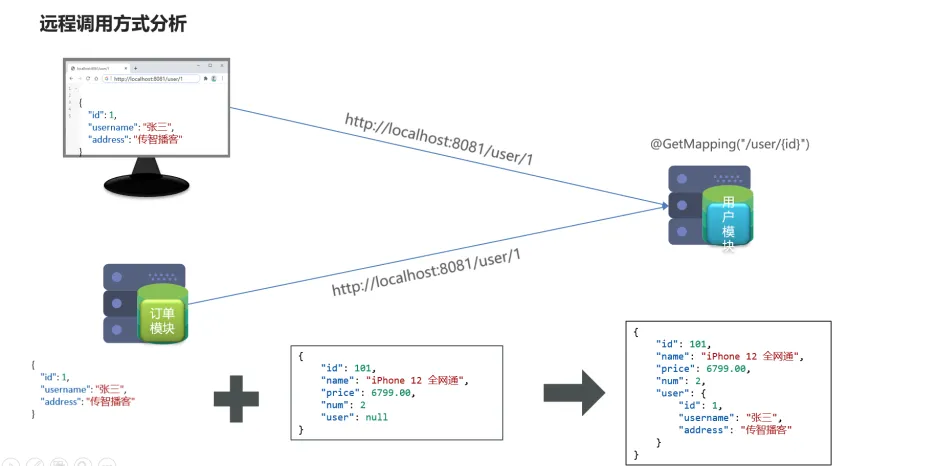 远程调用方式分析
localhost:8081/user/1
http://localhost:8081/user/1
{
"id": 1,
"username": "张三",
"address": "传智播客"
}
http://localhost:8081/user/1
@GetMapping("/user/{id}")
用户模块
http://localhost:8081/user/1
订单
模块
{
"id": 1,
"username": "张三",
"address": "传智播客"
}
{
"id": 101,
"name": "iPhone 12 全网通",
"price": 6799.00,
"num": 2
"user": null
}
{
"id": 101,
"name": "iPhone 12 全网通",
"price": 6799.00,
"num": 2,
"user": {
"id": 1,
"username": "张三",
"address": "传智播客"
}
}